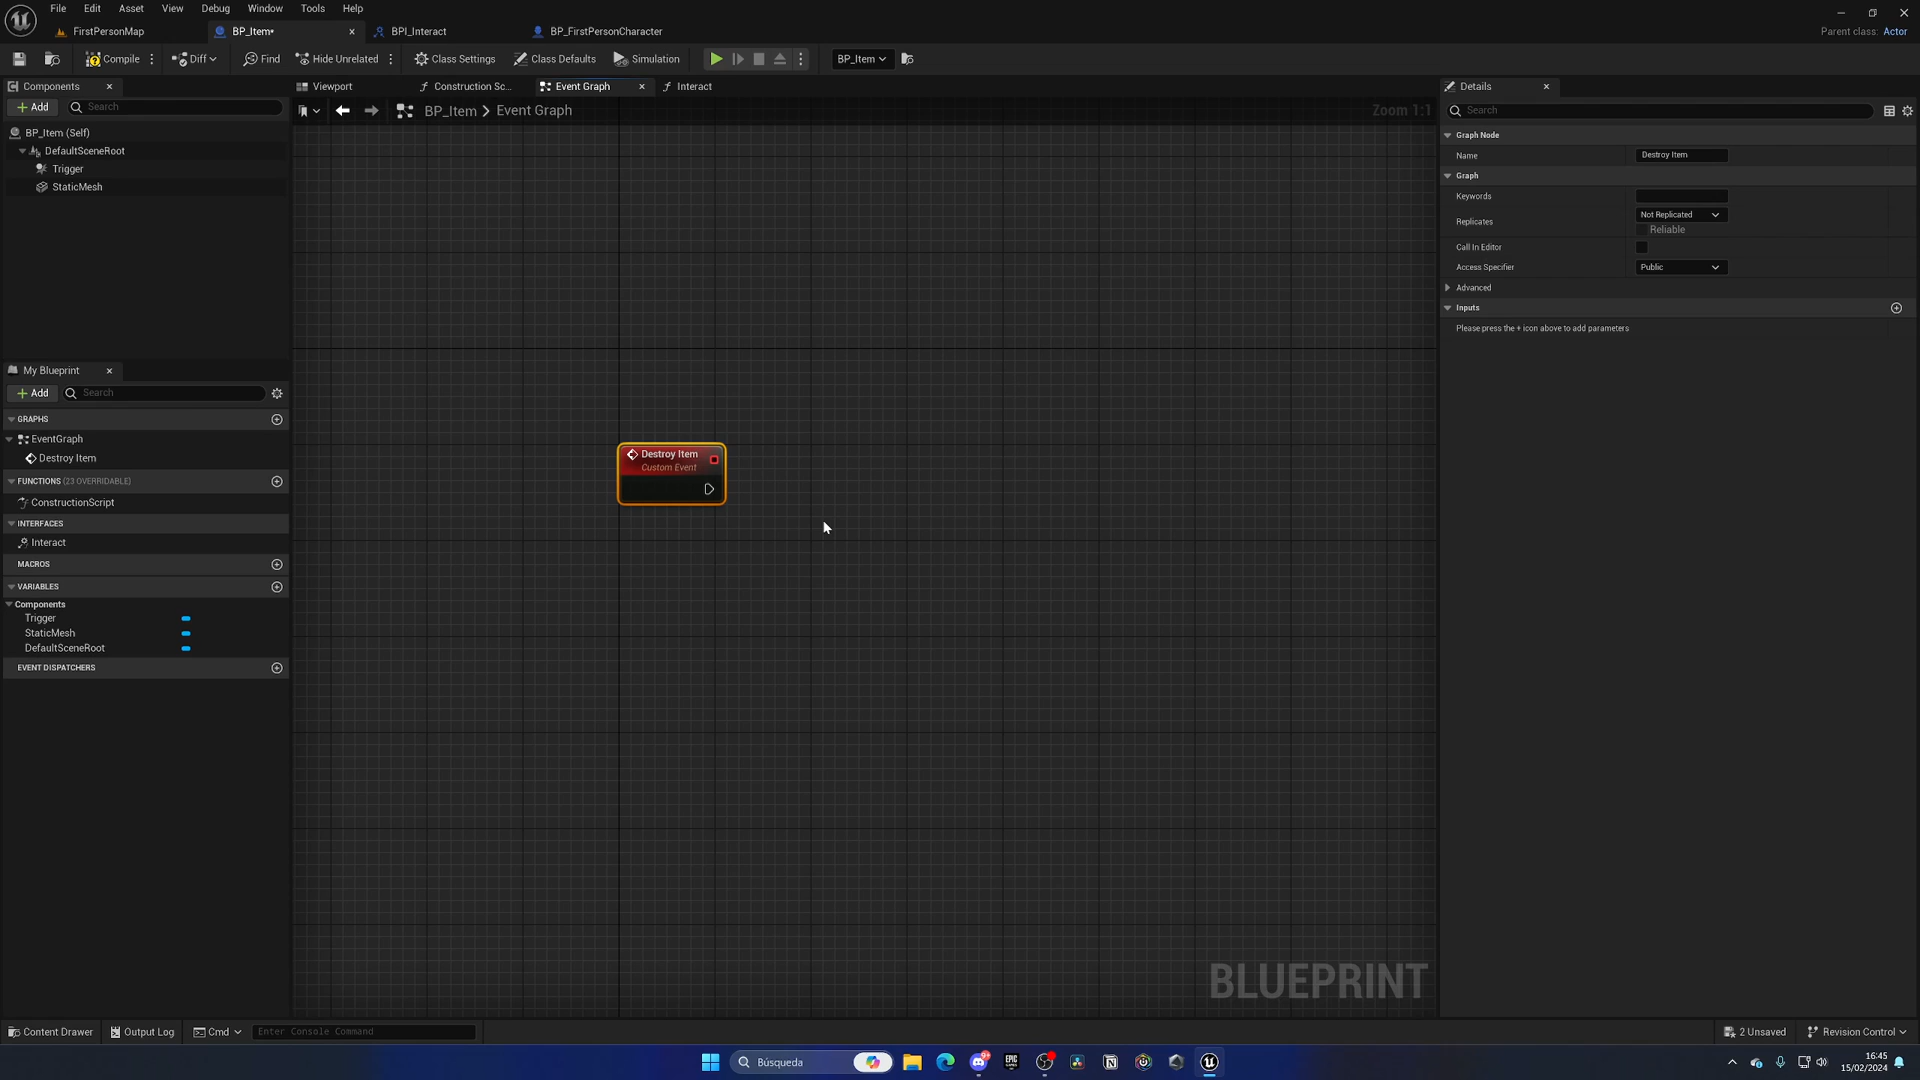 File Edit Asset View Debug Window Tools Help
FirstPersonMap BP_Item* BPI_Interact BP_FirstPersonCharacter
Parent class: Actor
Compile Diff Find Hide Unrelated Class Settings Class Defaults Simulation BP_Item
Components
Add Search
BP_Item (Self)
DefaultSceneRoot
Trigger
StaticMesh
My Blueprint
Add Search
GRAPHS
EventGraph
Destroy Item
FUNCTIONS (23 OVERRIDABLE)
ConstructionScript
INTERFACES
Interact
MACROS
VARIABLES
Components
Trigger
StaticMesh
DefaultSceneRoot
EVENT DISPATCHERS
Viewport Construction Sc... Event Graph Interact
BP_Item > Event Graph
Zoom 1:1
Destroy Item
Custom Event
BLUEPRINT
Details
Search
Graph Node
Name Destroy Item
Graph
Keywords
Replicates Not Replicated
Reliable
Call In Editor
Access Specifier Public
Advanced
Inputs
Please press the + icon above to add parameters
Content Drawer Output Log Cmd Enter Console Command
2 Unsaved Revision Control
Búsqueda
EPIC GAMES
16:45
15/02/2024